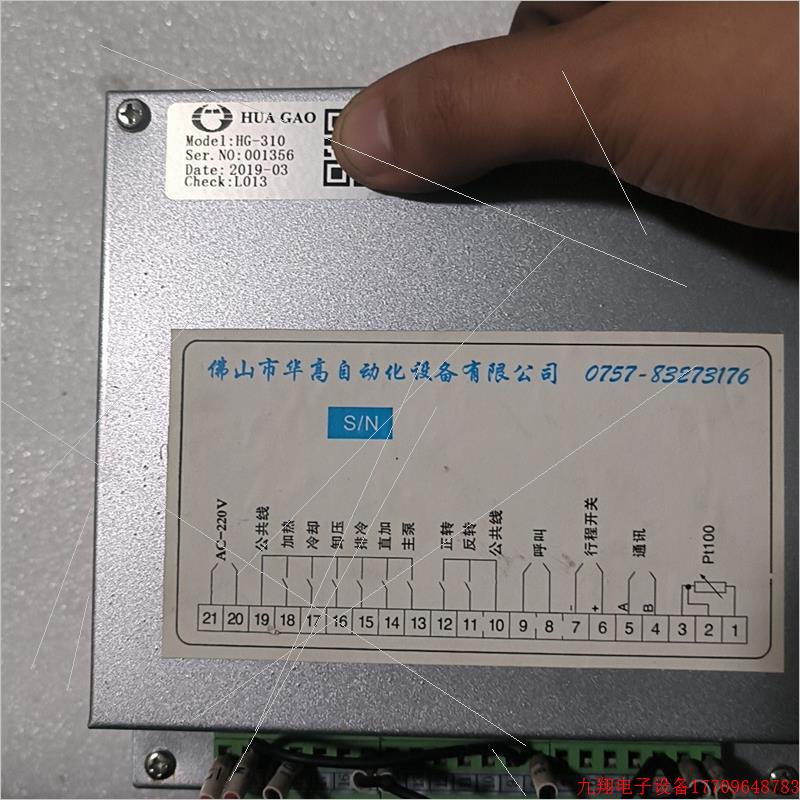 HUA GAO
Model:HG-310
Ser.NO:001356
Date:2019-03
Check:L013
佛山市华高自动化设备有限公司 0757-83273176
S/N
AC-220V 公共线 加热 冷却 卸压 排冷 直加 主泵 正转 反转 公共线 呼叫 行程开关 通讯 Pt100
- + A B
21 20 19 18 17 16 15 14 13 12 11 10 9 8 7 6 5 4 3 2 1
九翔电子设备17709648783